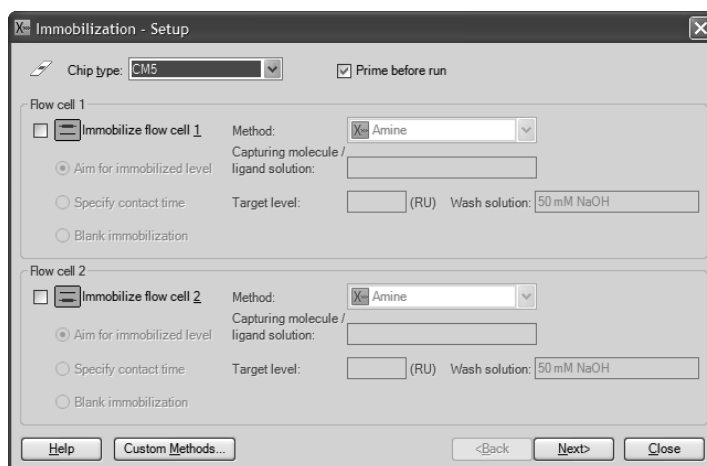 Immobilization - Setup
Chip type: CM5 Prime before run
Flow cell 1
Immobilize flow cell 1 Method: Amine
Aim for immobilized level Capturing molecule / ligand solution:
Specify contact time Target level: (RU) Wash solution: 50 mM NaOH
Blank immobilization
Flow cell 2
Immobilize flow cell 2 Method: Amine
Aim for immobilized level Capturing molecule / ligand solution:
Specify contact time Target level: (RU) Wash solution: 50 mM NaOH
Blank immobilization
Help Custom Methods... <Back Next> Close